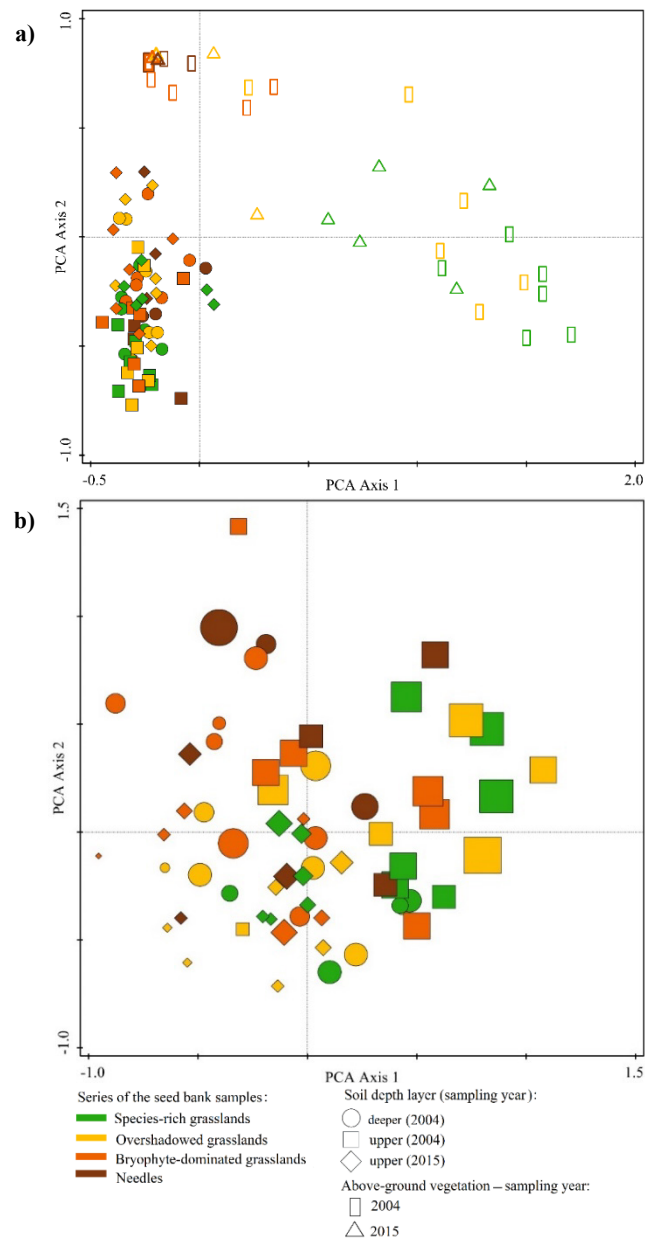 a)
1.0
PCA Axis 2
-1.0
-0.5
PCA Axis 1
2.0
b)
1.5
PCA Axis 2
-1.0
-1.0
PCA Axis 1
1.5
Series of the seed bank samples:
Species-rich grasslands
Overshadowed grasslands
Bryophyte-dominated grasslands
Needles
Soil depth layer (sampling year):
deeper (2004)
upper (2004)
upper (2015)
Above-ground vegetation – sampling year:
2004
2015